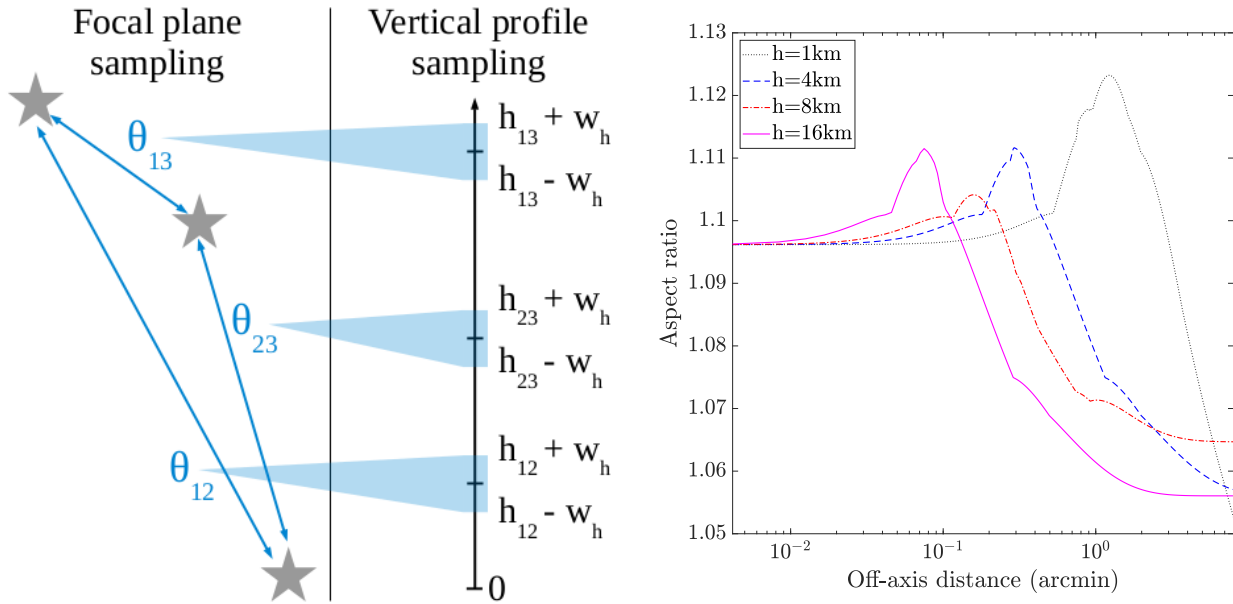 Focal plane
sampling
Vertical profile
sampling
θ₁₃
θ₂₃
θ₁₂
h₁₃ + wₕ
h₁₃ - wₕ
h₂₃ + wₕ
h₂₃ - wₕ
h₁₂ + wₕ
h₁₂ - wₕ
0
1.13
1.12
1.11
1.1
1.09
1.08
1.07
1.06
1.05
Aspect ratio
h=1km
h=4km
h=8km
h=16km
10⁻²
10⁻¹
10⁰
Off-axis distance (arcmin)